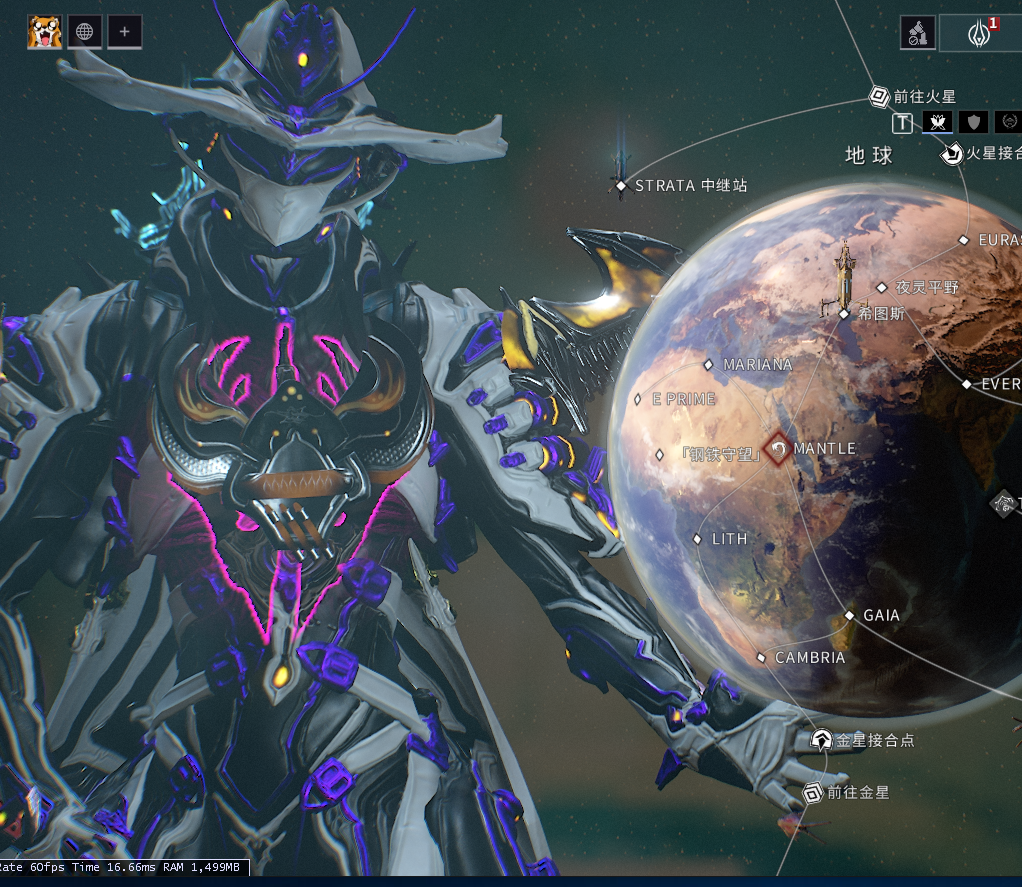 1
前往火星
T
地球
火星接合
STRATA 中继站
EURAS
夜灵平野
希图斯
MARIANA
EVER
E PRIME
「钢铁守望」
MANTLE
LITH
GAIA
CAMBRIA
金星接合点
前往金星
Rate 60fps Time 16.66ms RAM 1,499MB